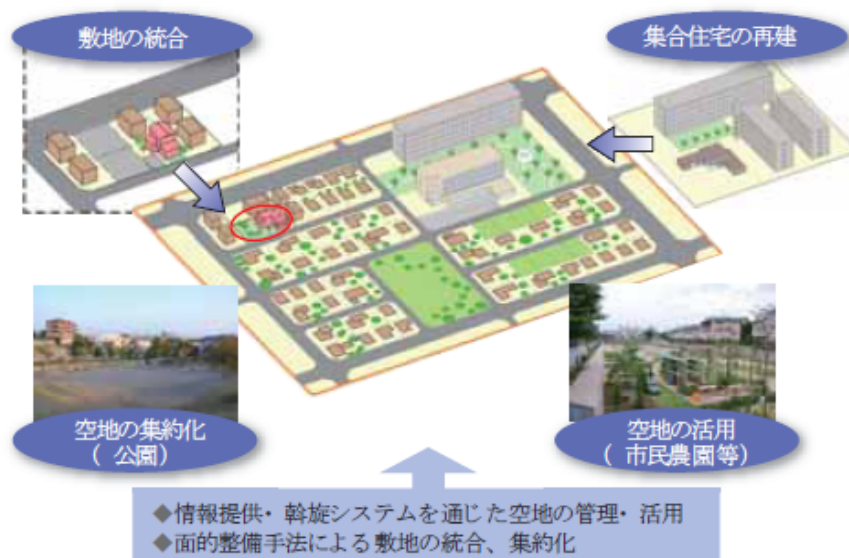 敷地の統合
集合住宅の再建
空地の集約化
( 公園)
空地の活用
( 市民農園等)
◆情報提供・斡旋システムを通じた空地の管理・活用
◆面的整備手法による敷地の統合、集約化